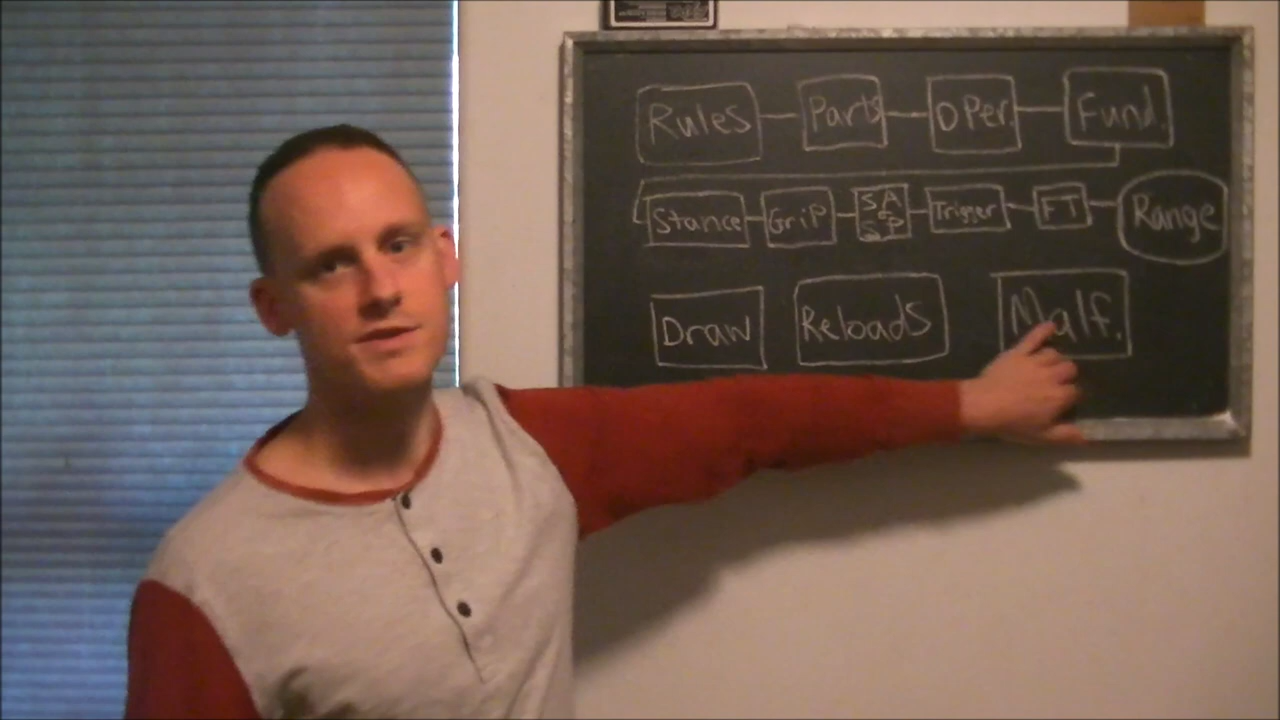 Rules Parts Oper. Fund.
Stance Grip SA & SP Trigger FT Range
Draw Reloads Malf.